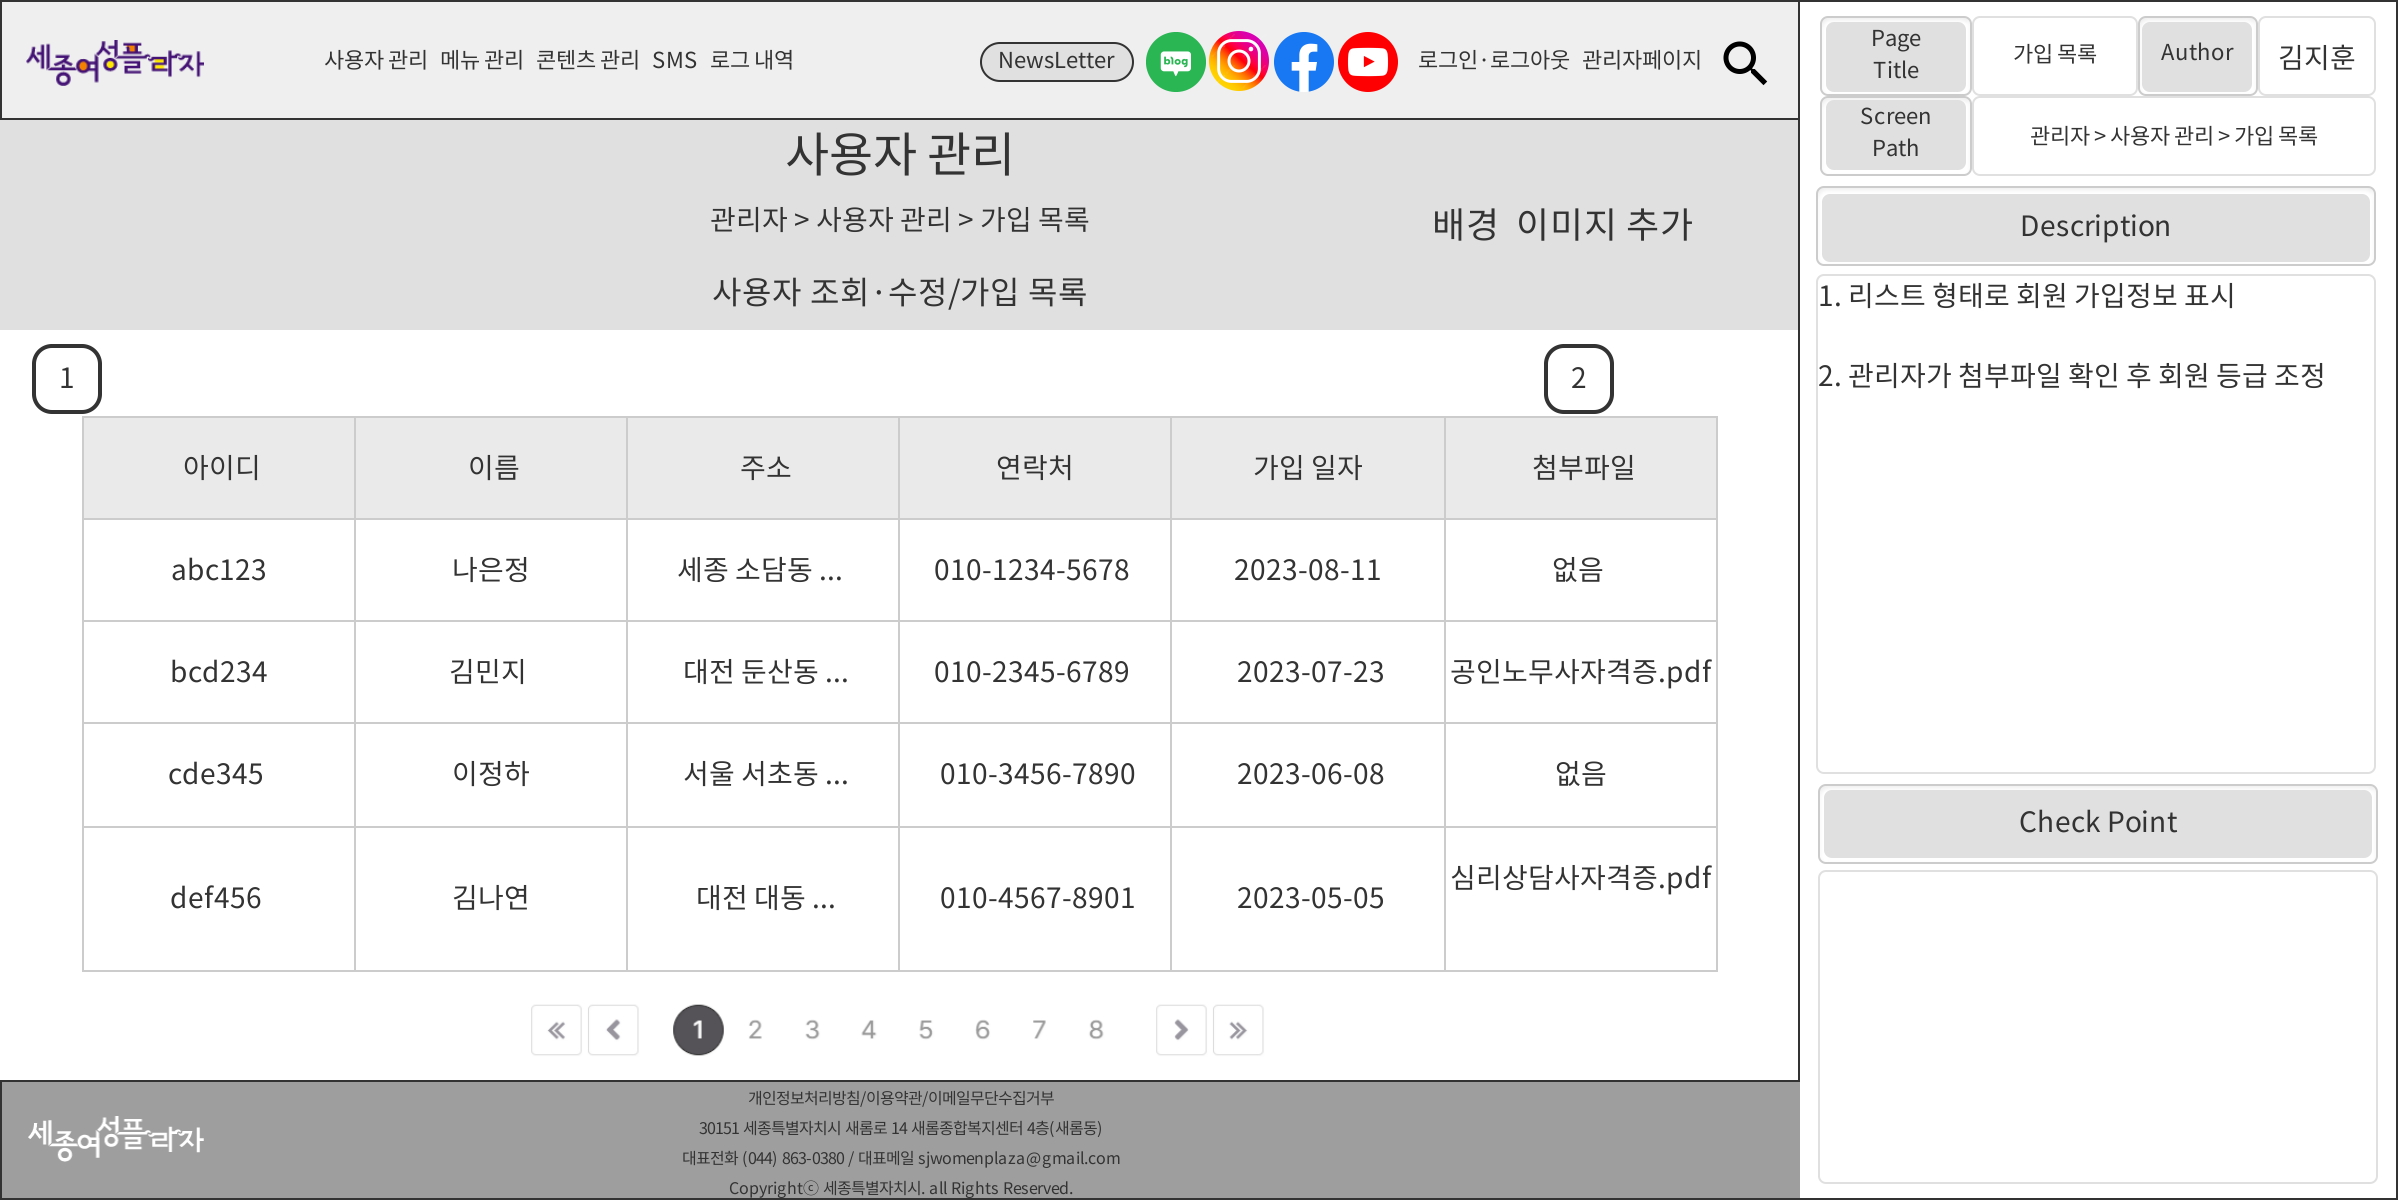 세종여성플라자
사용자 관리 메뉴 관리 콘텐츠 관리 SMS 로그 내역
NewsLetter
blog
로그인·로그아웃 관리자페이지
사용자 관리
관리자 > 사용자 관리 > 가입 목록
배경 이미지 추가
사용자 조회·수정/가입 목록
1
2
아이디 이름 주소 연락처 가입 일자 첨부파일
abc123 나은정 세종 소담동 ... 010-1234-5678 2023-08-11 없음
bcd234 김민지 대전 둔산동 ... 010-2345-6789 2023-07-23 공인노무사자격증.pdf
cde345 이정하 서울 서초동 ... 010-3456-7890 2023-06-08 없음
def456 김나연 대전 대동 ... 010-4567-8901 2023-05-05 심리상담사자격증.pdf
« ‹ 1 2 3 4 5 6 7 8 › »
세종여성플라자
개인정보처리방침/이용약관/이메일무단수집거부
30151 세종특별자치시 새롬로 14 새롬종합복지센터 4층(새롬동)
대표전화 (044) 863-0380 / 대표메일 sjwomenplaza@gmail.com
Copyrightⓒ 세종특별자치시. all Rights Reserved.
Page
Title
가입 목록
Author
김지훈
Screen
Path
관리자 > 사용자 관리 > 가입 목록
Description
1. 리스트 형태로 회원 가입정보 표시
2. 관리자가 첨부파일 확인 후 회원 등급 조정
Check Point